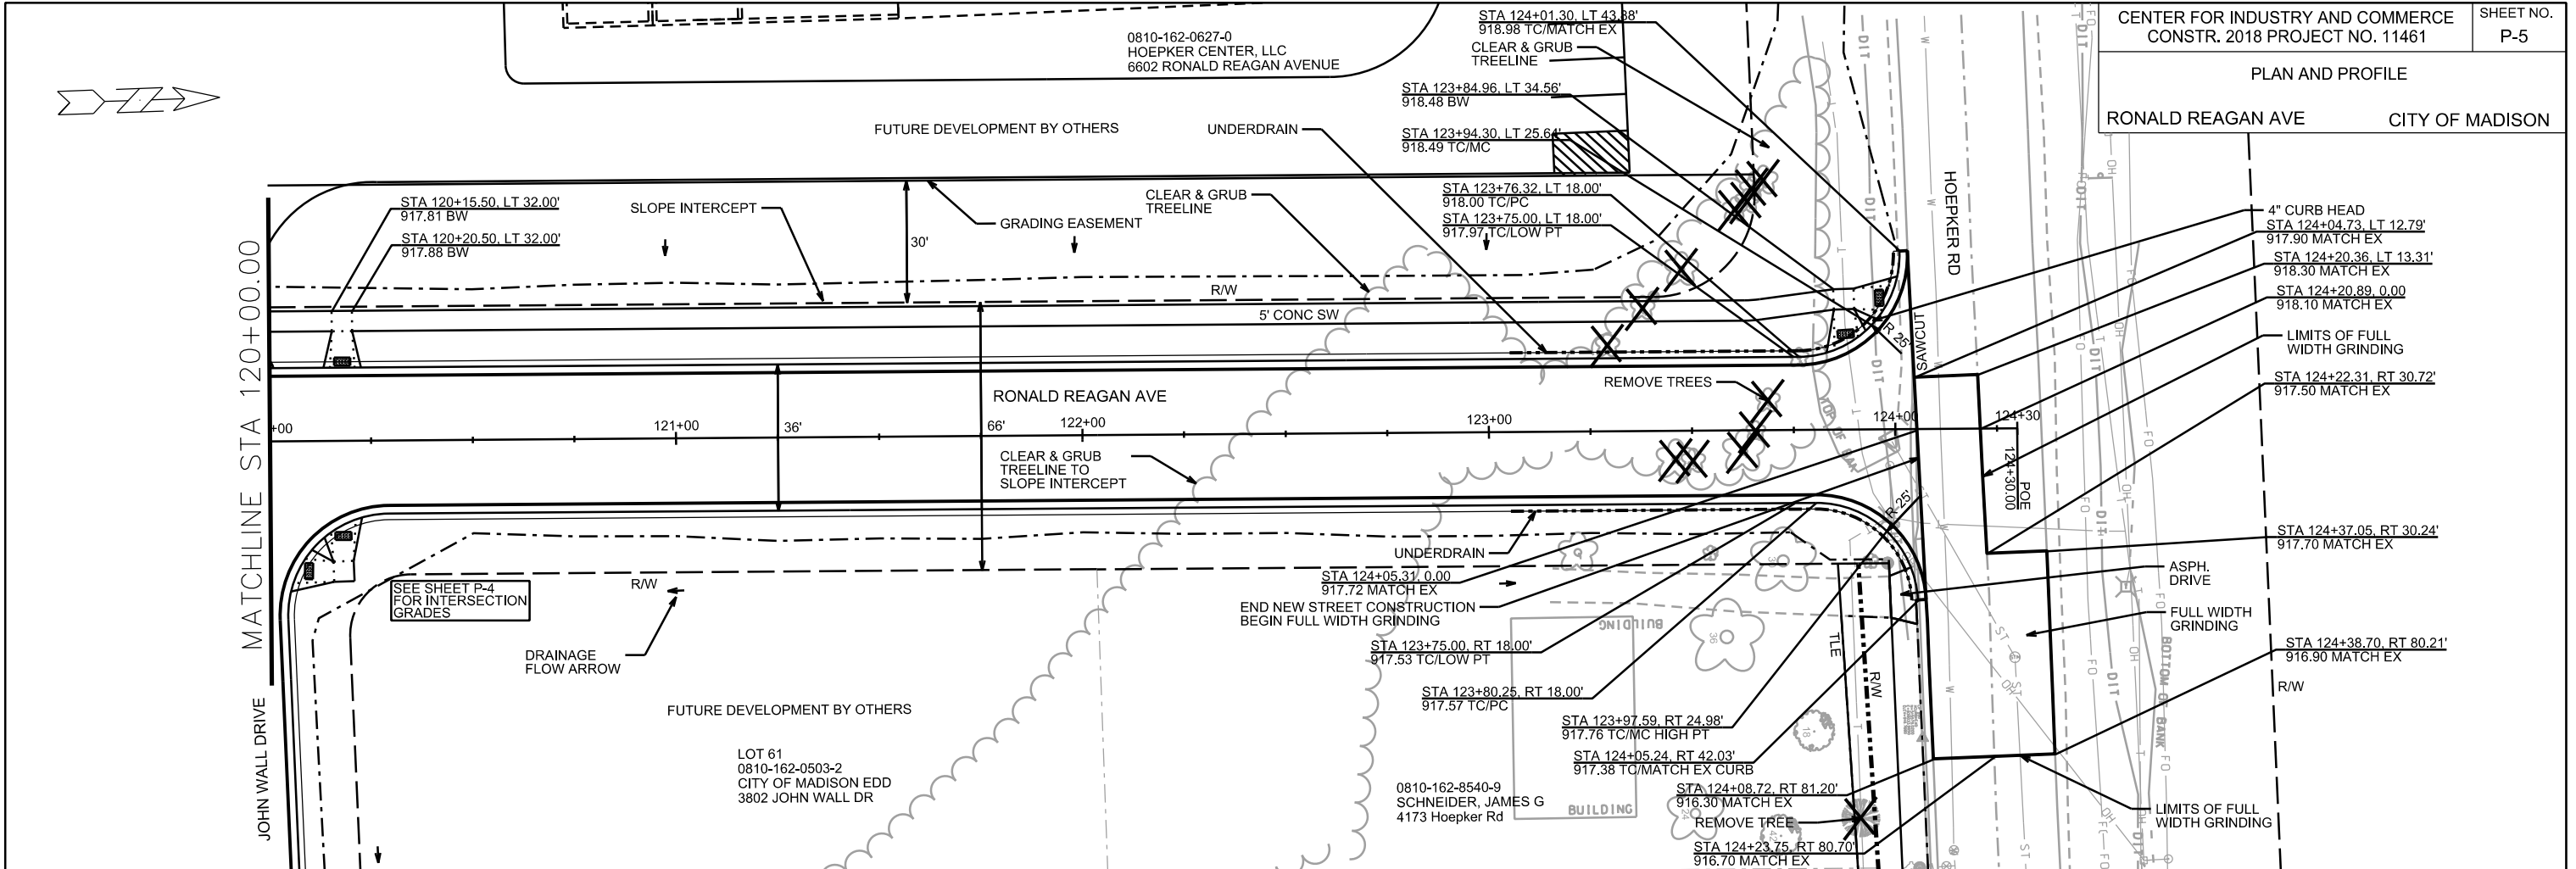 CENTER FOR INDUSTRY AND COMMERCE
CONSTR. 2018 PROJECT NO. 11461
SHEET NO.
P-5
PLAN AND PROFILE
RONALD REAGAN AVE
CITY OF MADISON
0810-162-0627-0
HOEPKER CENTER, LLC
6602 RONALD REAGAN AVENUE
STA 124+01.30, LT 43.88'
918.98 TC/MATCH EX
CLEAR & GRUB
TREELINE
STA 123+84.96, LT 34.56'
918.48 BW
STA 123+94.30, LT 25.64'
918.49 TC/MC
FUTURE DEVELOPMENT BY OTHERS
UNDERDRAIN
STA 123+76.32, LT 18.00'
918.00 TC/PC
STA 123+75.00, LT 18.00'
917.97 TC/LOW PT
CLEAR & GRUB
TREELINE
GRADING EASEMENT
SLOPE INTERCEPT
STA 120+15.50, LT 32.00'
917.81 BW
STA 120+20.50, LT 32.00'
917.88 BW
30'
R/W
5' CONC SW
MATCHLINE STA 120+00.00
HOEPKER RD
SAWCUT
R 25'
4" CURB HEAD
STA 124+04.73, LT 12.79'
917.90 MATCH EX
STA 124+20.36, LT 13.31'
918.30 MATCH EX
STA 124+20.89, 0.00
918.10 MATCH EX
LIMITS OF FULL
WIDTH GRINDING
STA 124+22.31, RT 30.72'
917.50 MATCH EX
REMOVE TREES
RONALD REAGAN AVE
+00
121+00
36'
66'
122+00
123+00
124+00
124+30
POE
124+30.00
TOP OF BANK
CLEAR & GRUB
TREELINE TO
SLOPE INTERCEPT
R-25'
UNDERDRAIN
STA 124+05.31, 0.00
917.72 MATCH EX
END NEW STREET CONSTRUCTION
BEGIN FULL WIDTH GRINDING
STA 123+75.00, RT 18.00'
917.53 TC/LOW PT
STA 123+80.25, RT 18.00'
917.57 TC/PC
STA 123+97.59, RT 24.98'
917.76 TC/MC HIGH PT
STA 124+05.24, RT 42.03'
917.38 TC/MATCH EX CURB
STA 124+08.72, RT 81.20'
916.30 MATCH EX
REMOVE TREE
STA 124+23.75, RT 80.70'
916.70 MATCH EX
STA 124+37.05, RT 30.24'
917.70 MATCH EX
ASPH.
DRIVE
FULL WIDTH
GRINDING
STA 124+38.70, RT 80.21'
916.90 MATCH EX
R/W
LIMITS OF FULL
WIDTH GRINDING
BOTTOM OF BANK
TLE
R/W
BUILDING
BUILDING
36
18
24
42
SEE SHEET P-4
FOR INTERSECTION
GRADES
R/W
DRAINAGE
FLOW ARROW
FUTURE DEVELOPMENT BY OTHERS
LOT 61
0810-162-0503-2
CITY OF MADISON EDD
3802 JOHN WALL DR
JOHN WALL DRIVE
0810-162-8540-9
SCHNEIDER, JAMES G
4173 Hoepker Rd